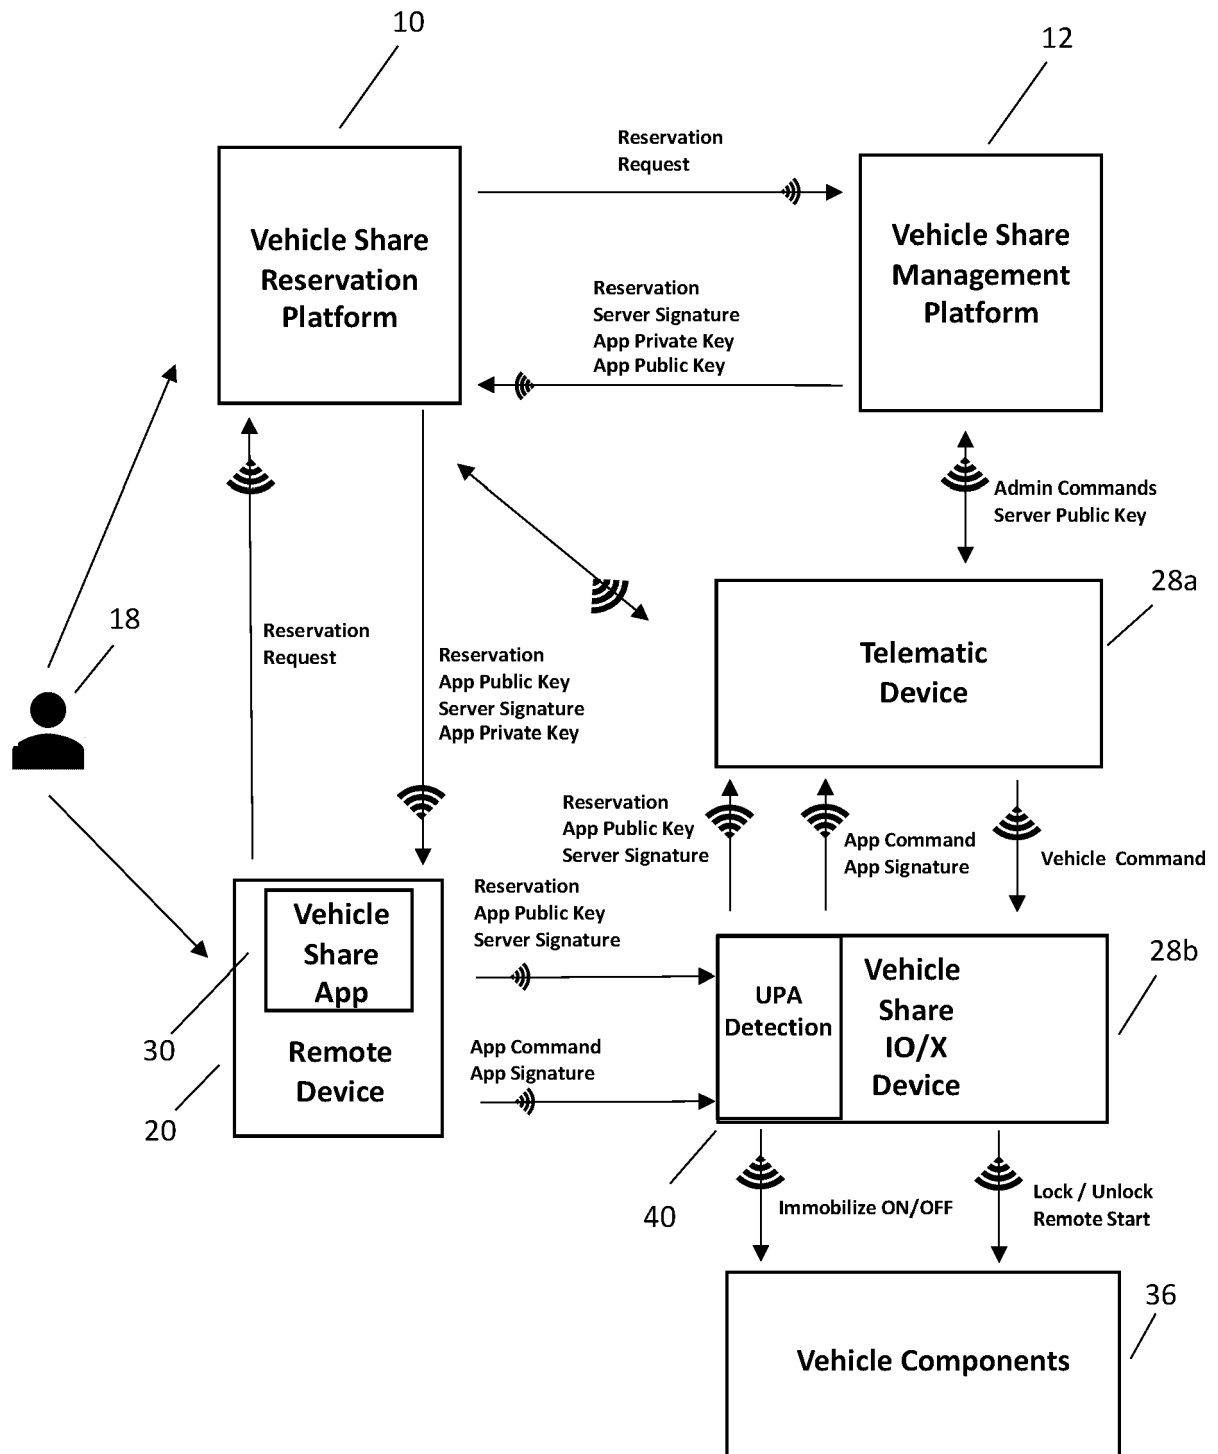 10
12
Reservation
Request
Vehicle Share
Reservation
Platform
Vehicle Share
Management
Platform
Reservation
Server Signature
App Private Key
App Public Key
Admin Commands
Server Public Key
28a
18
Reservation
Request
Reservation
App Public Key
Server Signature
App Private Key
Telematic
Device
Reservation
App Public Key
Server Signature
App Command
App Signature
Vehicle Command
Reservation
App Public Key
Server Signature
Vehicle
Share
App
Remote
Device
30
20
App Command
App Signature
UPA
Detection
Vehicle
Share
IO/X
Device
28b
40
Immobilize ON/OFF
Lock / Unlock
Remote Start
36
Vehicle Components